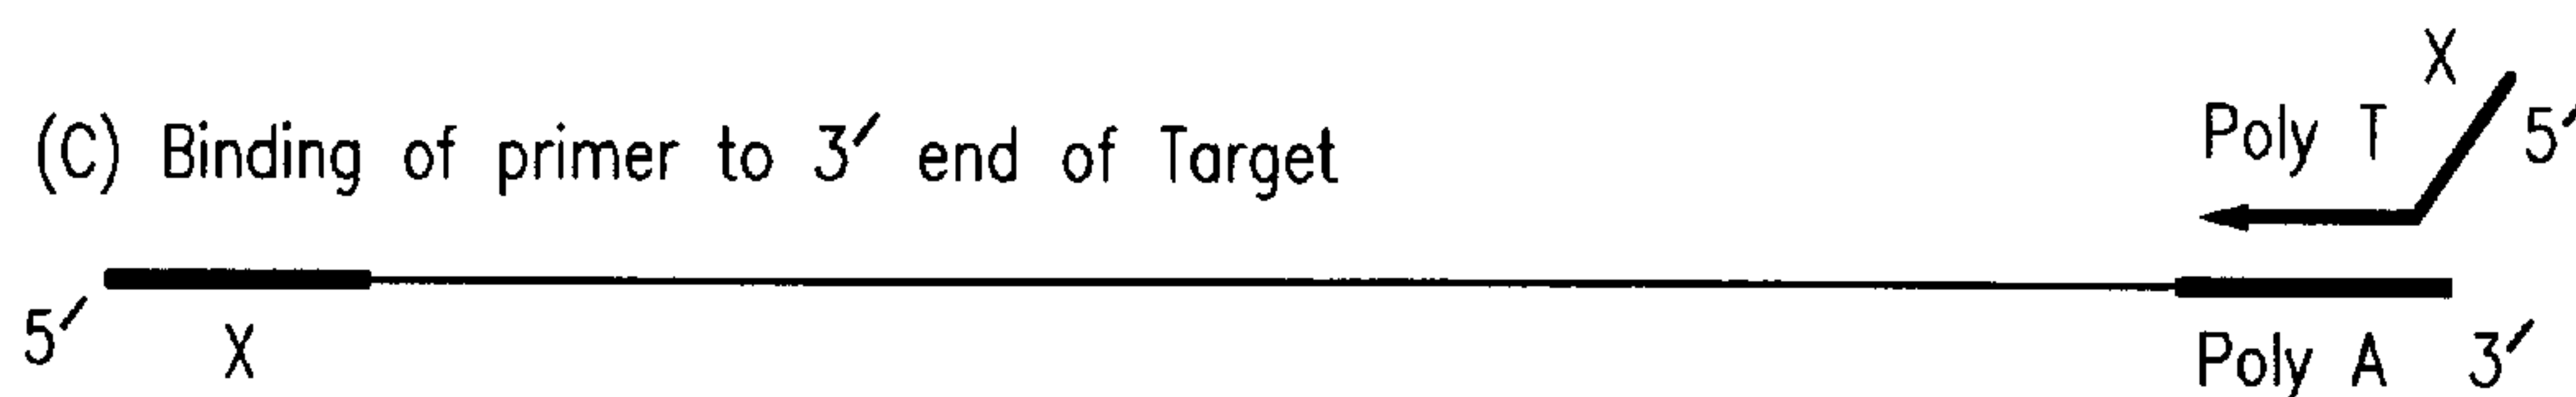 X
(C) Binding of primer to 3′ end of Target
Poly T
5′
5′
X
Poly A
3′